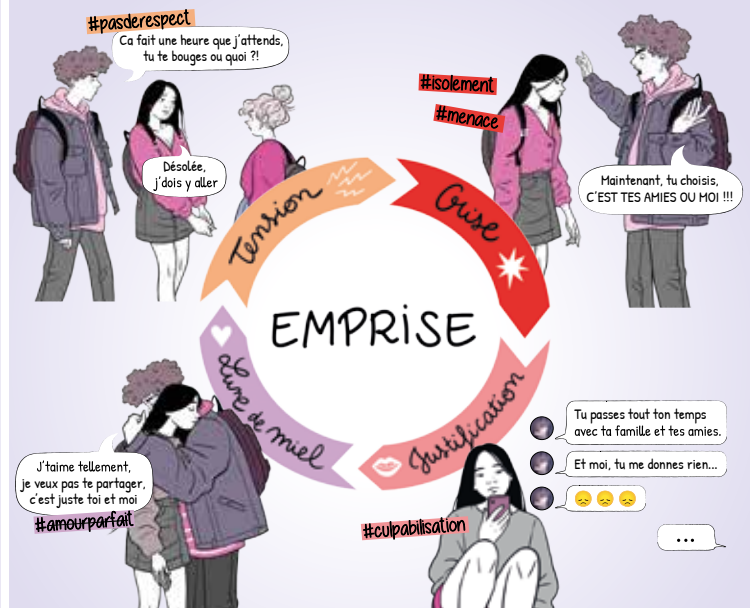 #pasderespect
Ca fait une heure que j'attends,
tu te bouges ou quoi ?!
Désolée,
j'dois y aller
#isolement
#menace
Maintenant, tu choisis,
C'EST TES AMIES OU MOI !!!
Tension
Crise
EMPRISE
Lune de miel
Justification
J'taime tellement,
je veux pas te partager,
c'est juste toi et moi
#amourparfait
Tu passes tout ton temps
avec ta famille et tes amies.
Et moi, tu me donnes rien...
#culpabilisation
...